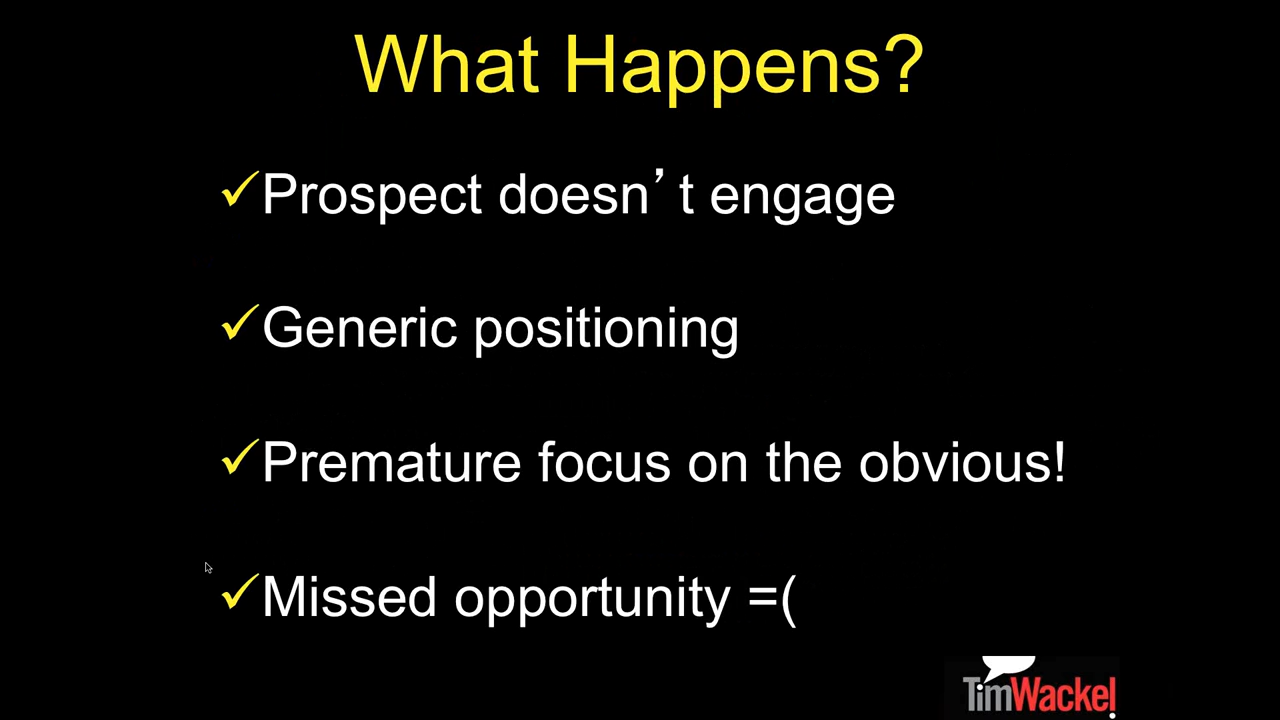 What Happens?
✓Prospect doesn’t engage
✓Generic positioning
✓Premature focus on the obvious!
✓Missed opportunity =(
TimWackel